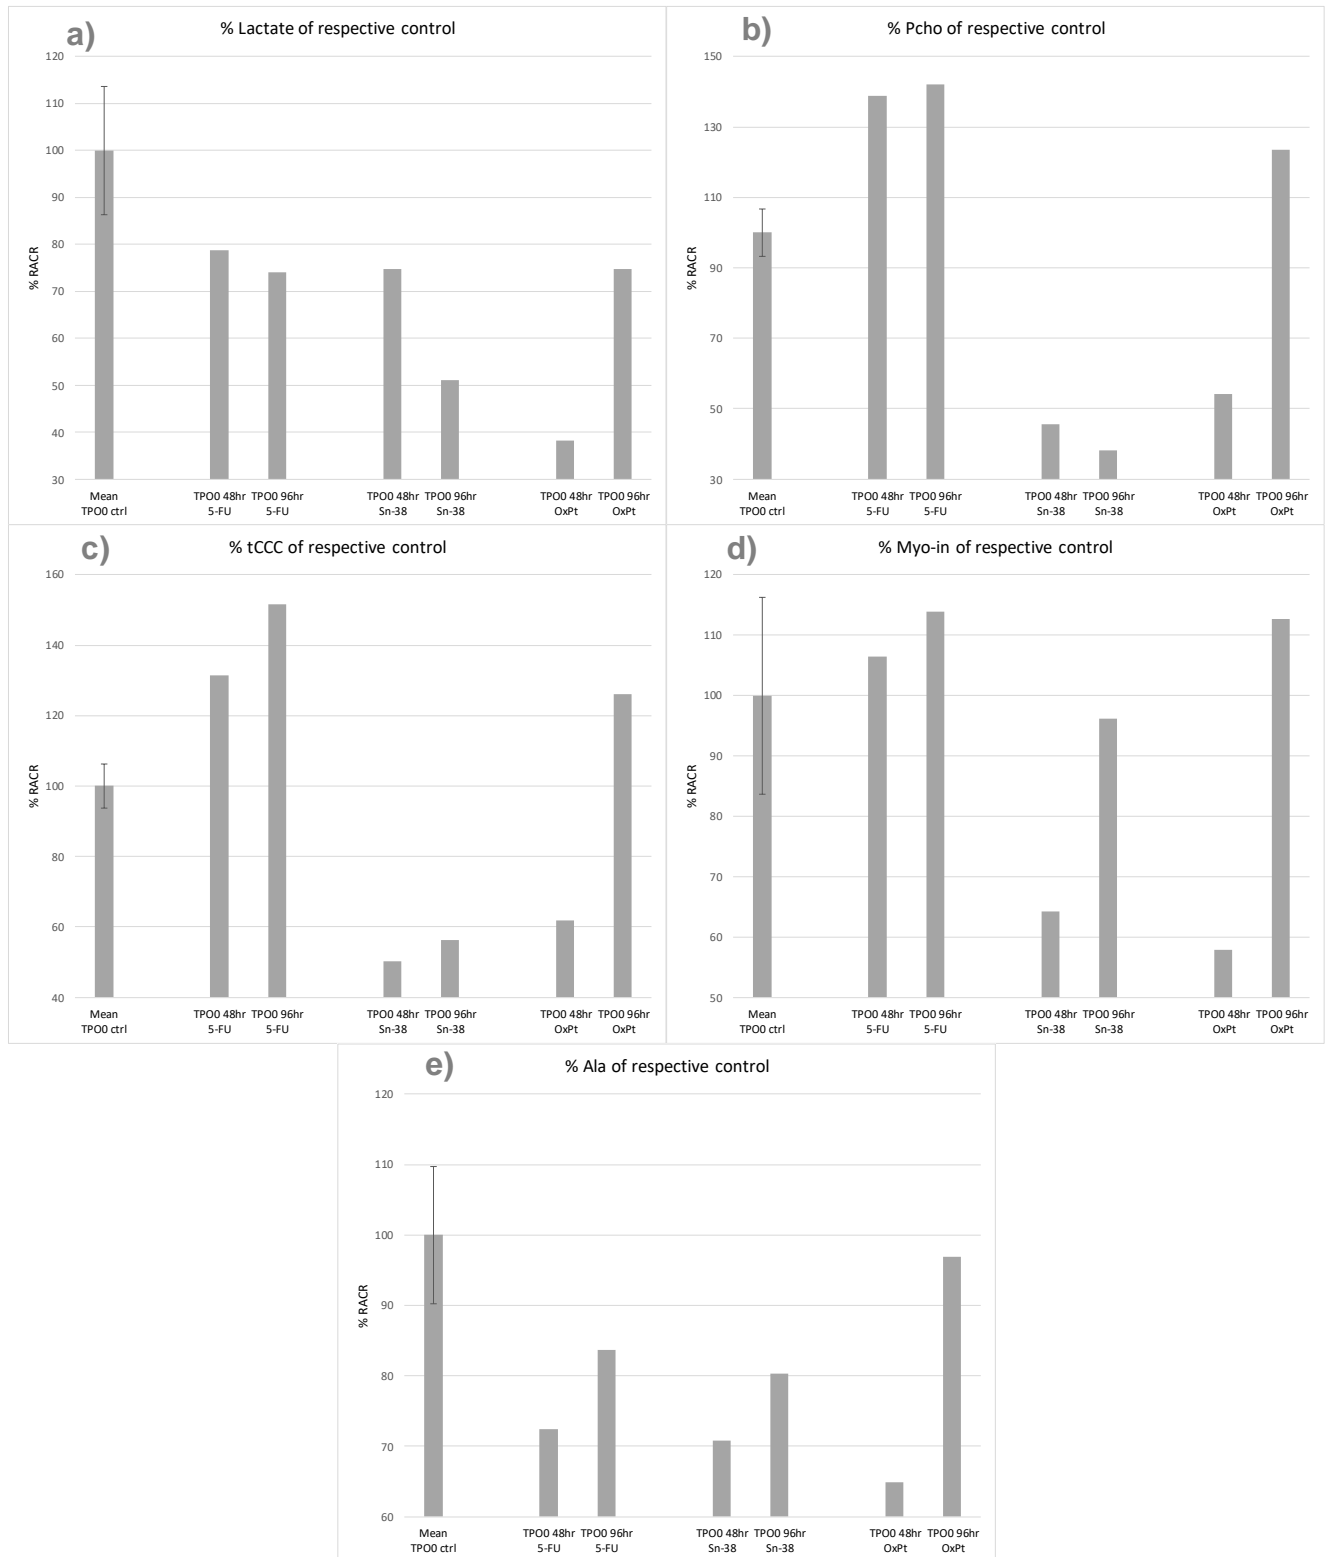 a)
% Lactate of respective control
120
110
100
90
80
70
60
50
40
30
% RACR
Mean TPO0 ctrl
TPO0 48hr 5-FU
TPO0 96hr 5-FU
TPO0 48hr Sn-38
TPO0 96hr Sn-38
TPO0 48hr OxPt
TPO0 96hr OxPt
b)
% Pcho of respective control
150
130
110
90
70
50
30
% RACR
Mean TPO0 ctrl
TPO0 48hr 5-FU
TPO0 96hr 5-FU
TPO0 48hr Sn-38
TPO0 96hr Sn-38
TPO0 48hr OxPt
TPO0 96hr OxPt
c)
% tCCC of respective control
160
140
120
100
80
60
40
% RACR
Mean TPO0 ctrl
TPO0 48hr 5-FU
TPO0 96hr 5-FU
TPO0 48hr Sn-38
TPO0 96hr Sn-38
TPO0 48hr OxPt
TPO0 96hr OxPt
d)
% Myo-in of respective control
120
110
100
90
80
70
60
50
% RACR
Mean TPO0 ctrl
TPO0 48hr 5-FU
TPO0 96hr 5-FU
TPO0 48hr Sn-38
TPO0 96hr Sn-38
TPO0 48hr OxPt
TPO0 96hr OxPt
e)
% Ala of respective control
120
110
100
90
80
70
60
% RACR
Mean TPO0 ctrl
TPO0 48hr 5-FU
TPO0 96hr 5-FU
TPO0 48hr Sn-38
TPO0 96hr Sn-38
TPO0 48hr OxPt
TPO0 96hr OxPt